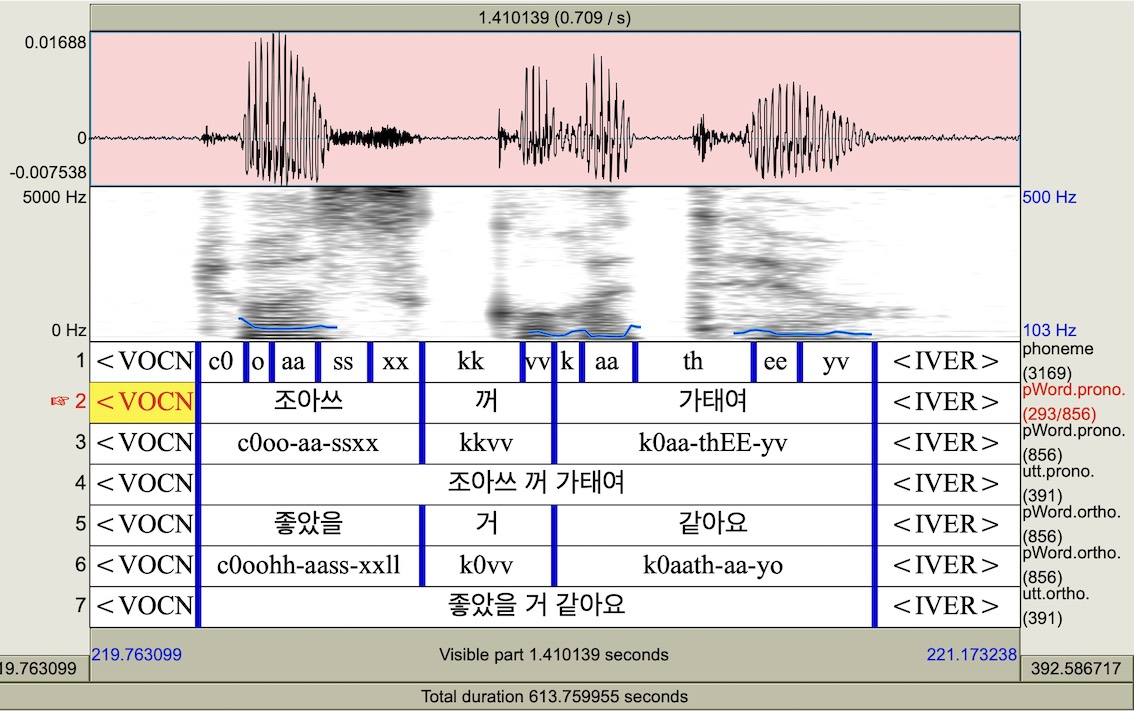 1.410139 (0.709 / s)
0.01688
0
-0.007538
5000 Hz 500 Hz
0 Hz 103 Hz
1 <VOCN c0 o aa ss xx kk vv k aa th ee yv <IVER> phoneme (3169)
☞ 2 <VOCN 조아쓰 꺼 가태여 <IVER> pWord.prono. (293/856)
3 <VOCN c0oo-aa-ssxx kkvv k0aa-thEE-yv <IVER> pWord.prono. (856)
4 <VOCN 조아쓰 꺼 가태여 <IVER> utt.prono. (391)
5 <VOCN 좋았을 거 같아요 <IVER> pWord.ortho. (856)
6 <VOCN c0oohh-aass-xxll k0vv k0aath-aa-yo <IVER> pWord.ortho. (856)
7 <VOCN 좋았을 거 같아요 <IVER> utt.ortho. (391)
219.763099 Visible part 1.410139 seconds 221.173238
19.763099 392.586717
Total duration 613.759955 seconds